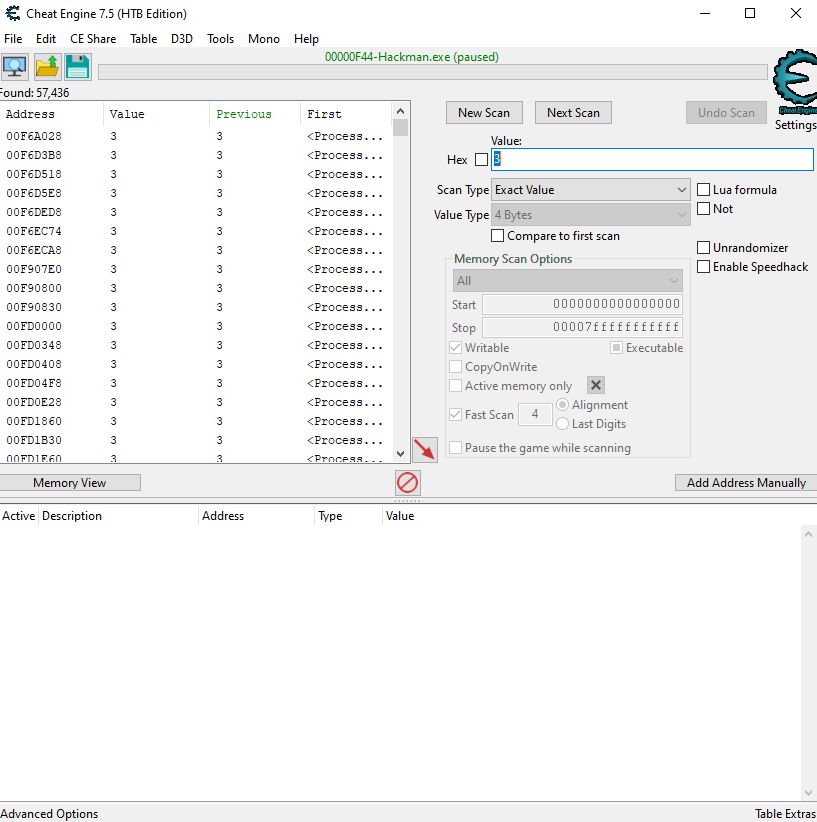 Cheat Engine 7.5 (HTB Edition)
File Edit CE Share Table D3D Tools Mono Help
00000F44-Hackman.exe (paused)
Found: 57,436
Address Value Previous First
00F6A028 3 3 <Process...
00F6D3B8 3 3 <Process...
00F6D518 3 3 <Process...
00F6D5E8 3 3 <Process...
00F6DED8 3 3 <Process...
00F6EC74 3 3 <Process...
00F6ECA8 3 3 <Process...
00F907E0 3 3 <Process...
00F90800 3 3 <Process...
00F90830 3 3 <Process...
00FD0000 3 3 <Process...
00FD0348 3 3 <Process...
00FD0408 3 3 <Process...
00FD04F8 3 3 <Process...
00FD0E28 3 3 <Process...
00FD1860 3 3 <Process...
00FD1B30 3 3 <Process...
00FD1E60 3 3 <Process...
New Scan Next Scan Undo Scan
Cheat Engine
Settings
Value:
Hex 3
Scan Type Exact Value Lua formula
Value Type 4 Bytes Not
Compare to first scan
Unrandomizer
Enable Speedhack
Memory Scan Options
All
Start 0000000000000000
Stop 00007fffffffffff
Writable Executable
CopyOnWrite
Active memory only
Fast Scan 4 Alignment
Last Digits
Pause the game while scanning
Memory View Add Address Manually
Active Description Address Type Value
Advanced Options Table Extras